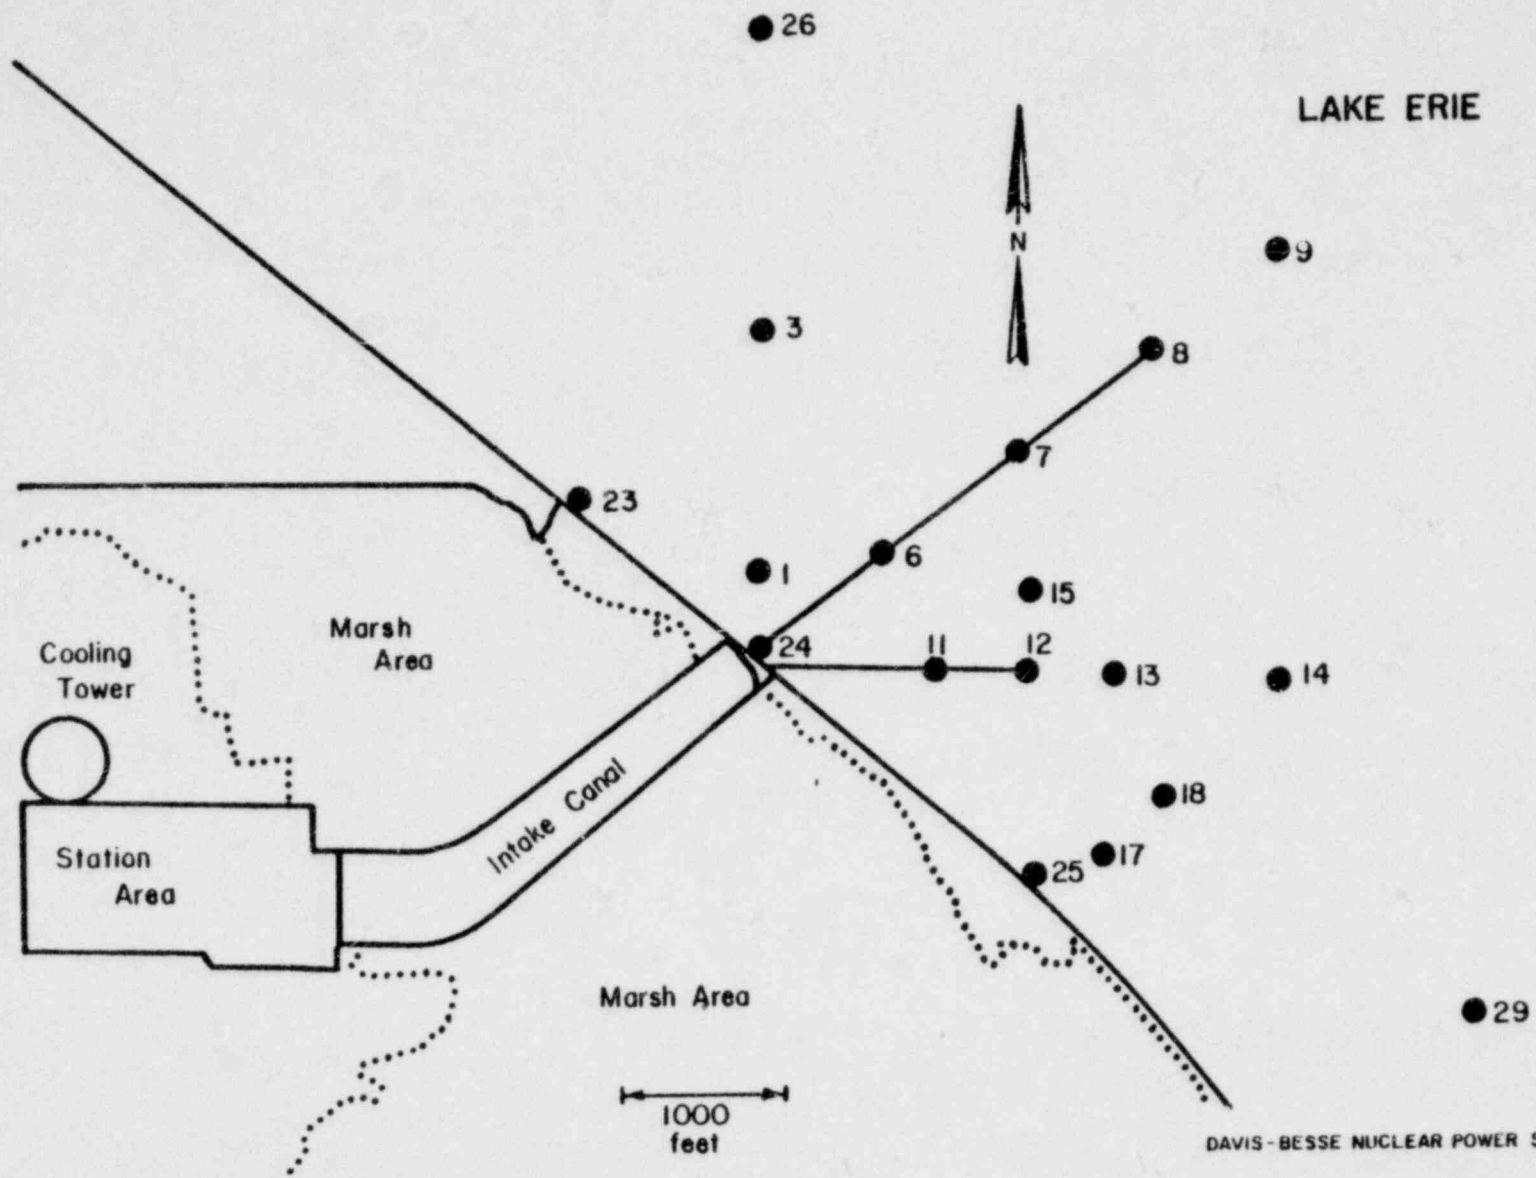 26
LAKE ERIE
N
9
3
8
7
23
6
1
15
Marsh
Area
Cooling
Tower
24
11
12
13
14
Intake Canal
18
Station
Area
17
25
Marsh Area
29
1000
feet
DAVIS-BESSE NUCLEAR POWER S